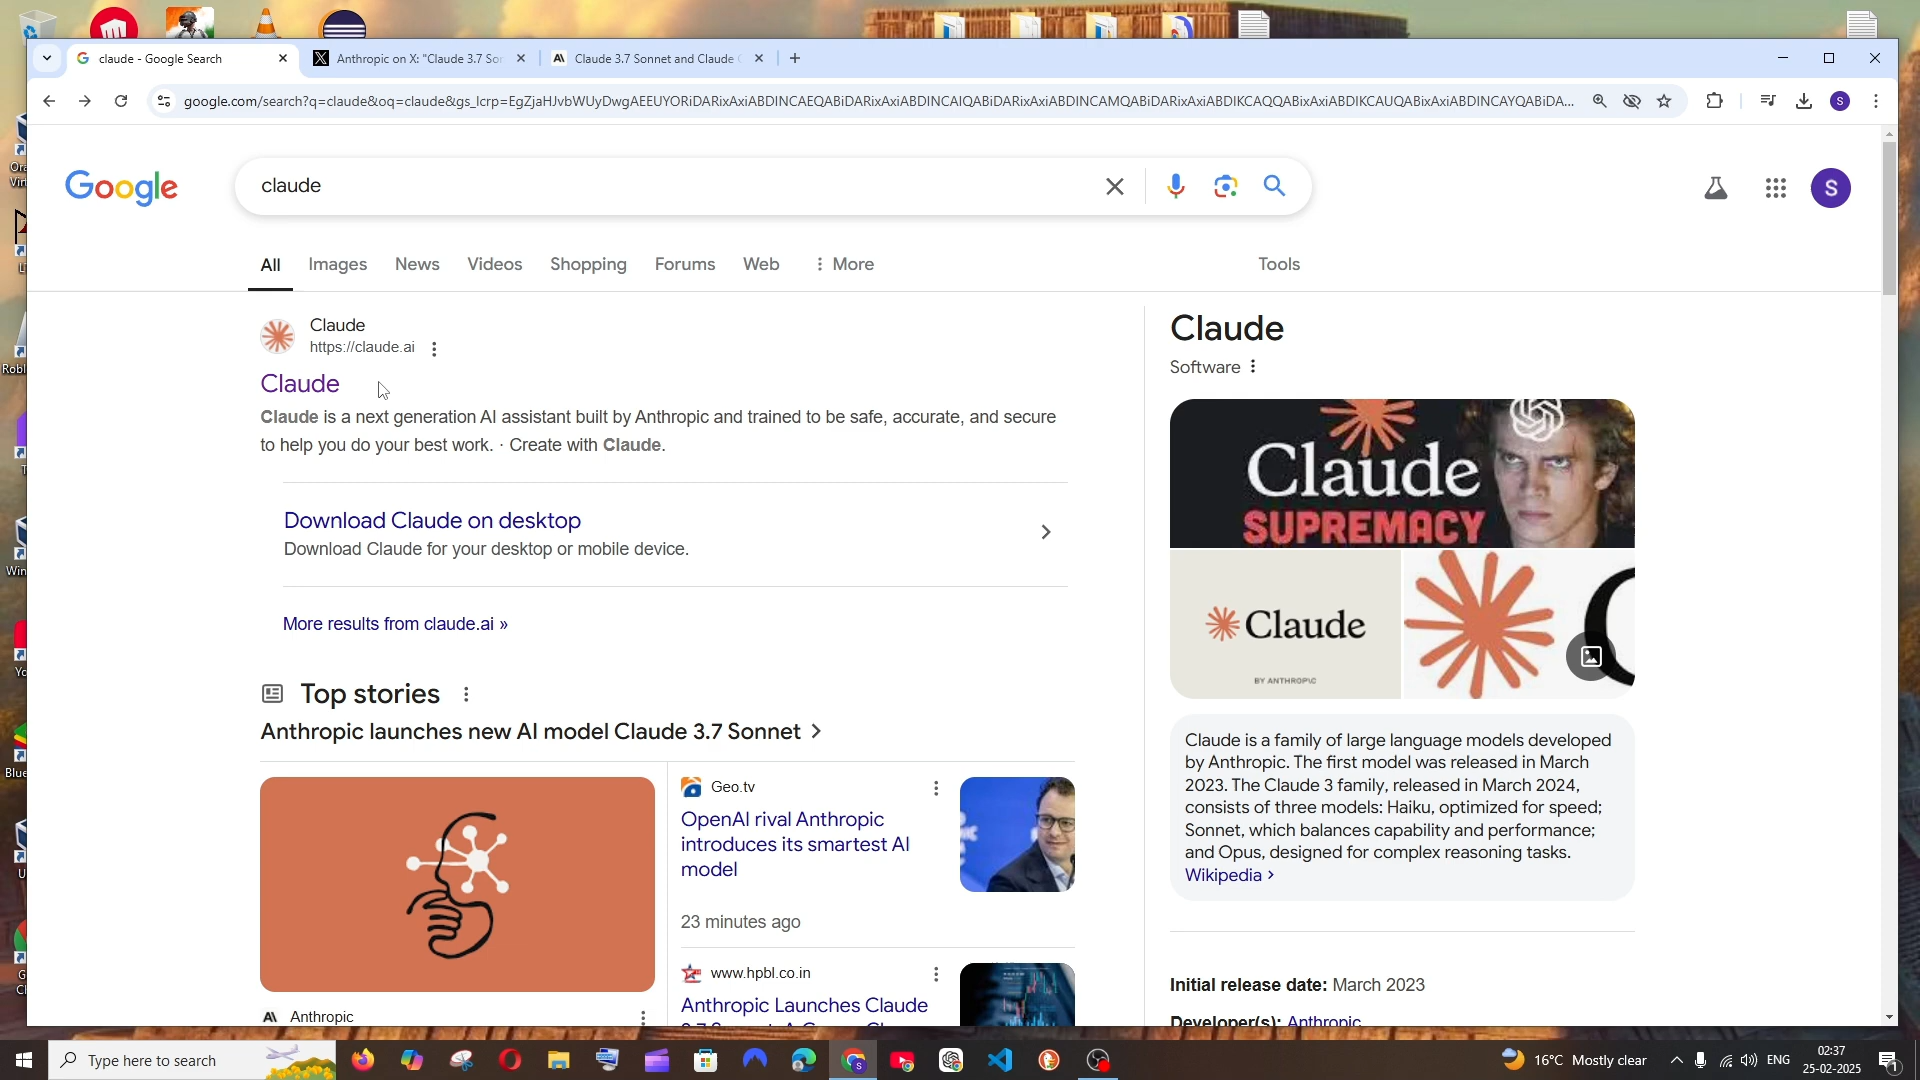 claude - Google Search
Anthropic on X: "Claude 3.7 So
Claude 3.7 Sonnet and Claude
google.com/search?q=claude&oq=claude&gs_lcrp=EgZjaHJvbWUyDwgAEEUYORiDARixAxiABDINCAEQABiDARixAxiABDINCAIQABiDARixAxiABDINCAMQABiDARixAxiABDIKCAQQABixAxiABDIKCAUQABixAxiABDINCAYQABiDA...
S
Google
claude
S
All
Images
News
Videos
Shopping
Forums
Web
More
Tools
Claude
https://claude.ai
Claude
Claude is a next generation AI assistant built by Anthropic and trained to be safe, accurate, and secure
to help you do your best work. · Create with Claude.
Download Claude on desktop
Download Claude for your desktop or mobile device.
More results from claude.ai »
Top stories
Anthropic launches new AI model Claude 3.7 Sonnet
Geo.tv
OpenAI rival Anthropic
introduces its smartest AI
model
23 minutes ago
www.hpbl.co.in
Anthropic Launches Claude
Anthropic
Claude
Software
Claude
SUPREMACY
Claude
BY ANTHROP\C
Claude is a family of large language models developed
by Anthropic. The first model was released in March
2023. The Claude 3 family, released in March 2024,
consists of three models: Haiku, optimized for speed;
Sonnet, which balances capability and performance;
and Opus, designed for complex reasoning tasks.
Wikipedia
Initial release date: March 2023
Developer(s): Anthropic
Type here to search
16°C Mostly clear
ENG
02:37
25-02-2025
1